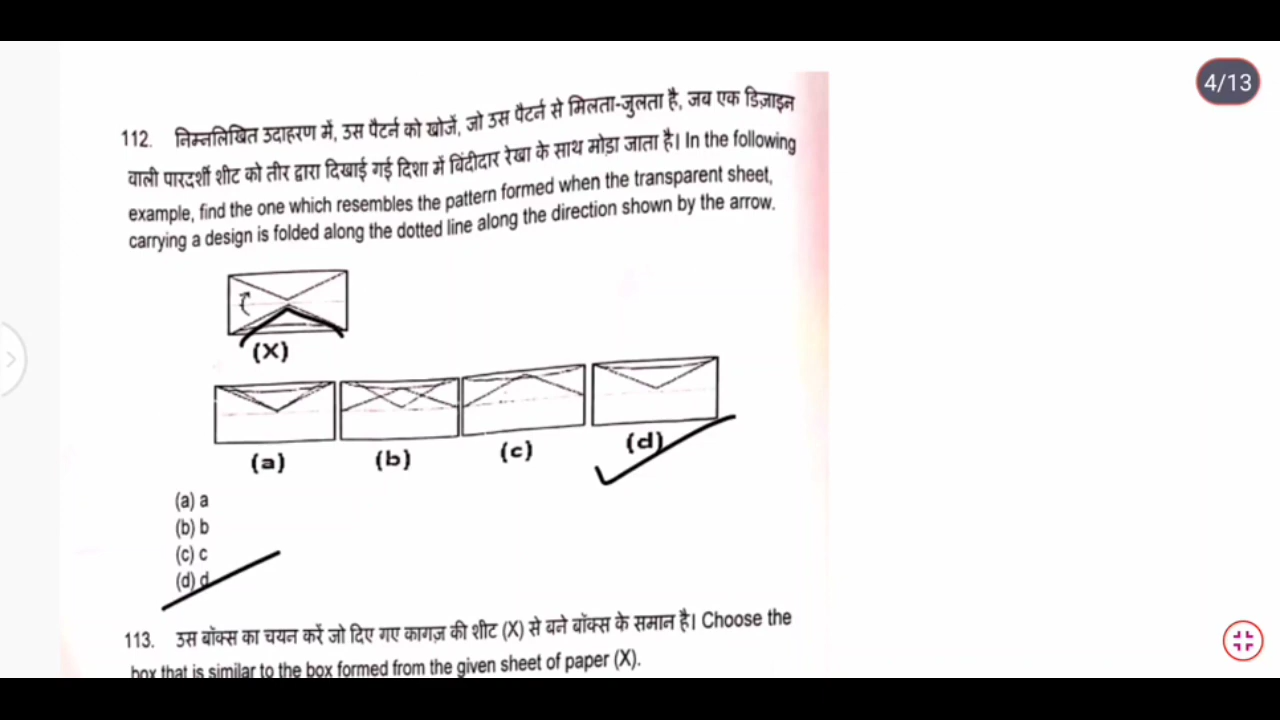 4/13
112. निम्नलिखित उदाहरण में, उस पैटर्न को खोजें, जो उस पैटर्न से मिलता-जुलता है, जब एक डिज़ाइन
वाली पारदर्शी शीट को तीर द्वारा दिखाई गई दिशा में बिंदीदार रेखा के साथ मोड़ा जाता है। In the following
example, find the one which resembles the pattern formed when the transparent sheet,
carrying a design is folded along the dotted line along the direction shown by the arrow.
(X)
(a) (b) (c) (d)
(a) a
(b) b
(c) c
(d) d
113. उस बॉक्स का चयन करें जो दिए गए कागज़ की शीट (X) से बने बॉक्स के समान है। Choose the
box that is similar to the box formed from the given sheet of paper (X).